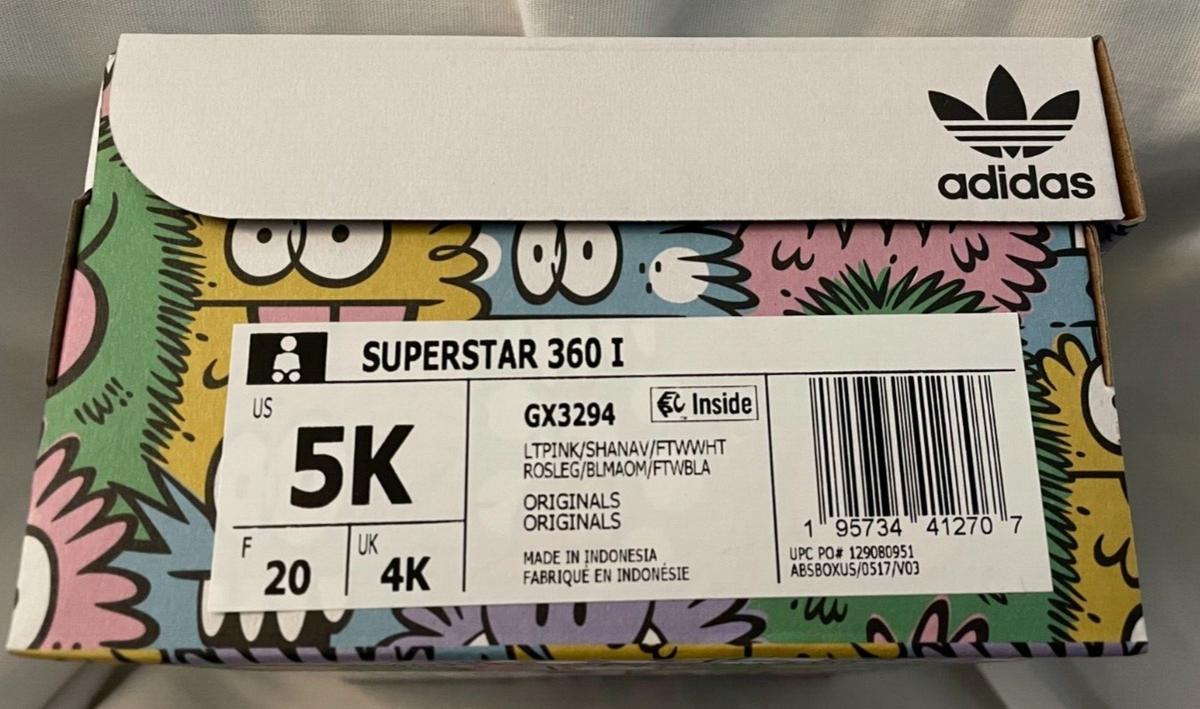 adidas
SUPERSTAR 360 I
US
5K
F
20
UK
4K
GX3294
Inside
LTPINK/SHANAV/FTWWHT
ROSLEG/BLMAOM/FTWBLA
ORIGINALS
ORIGINALS
MADE IN INDONESIA
FABRIQUÉ EN INDONÉSIE
1 95734 41270 7
UPC PO# 129080951
ABSBOXUS/0517/V03